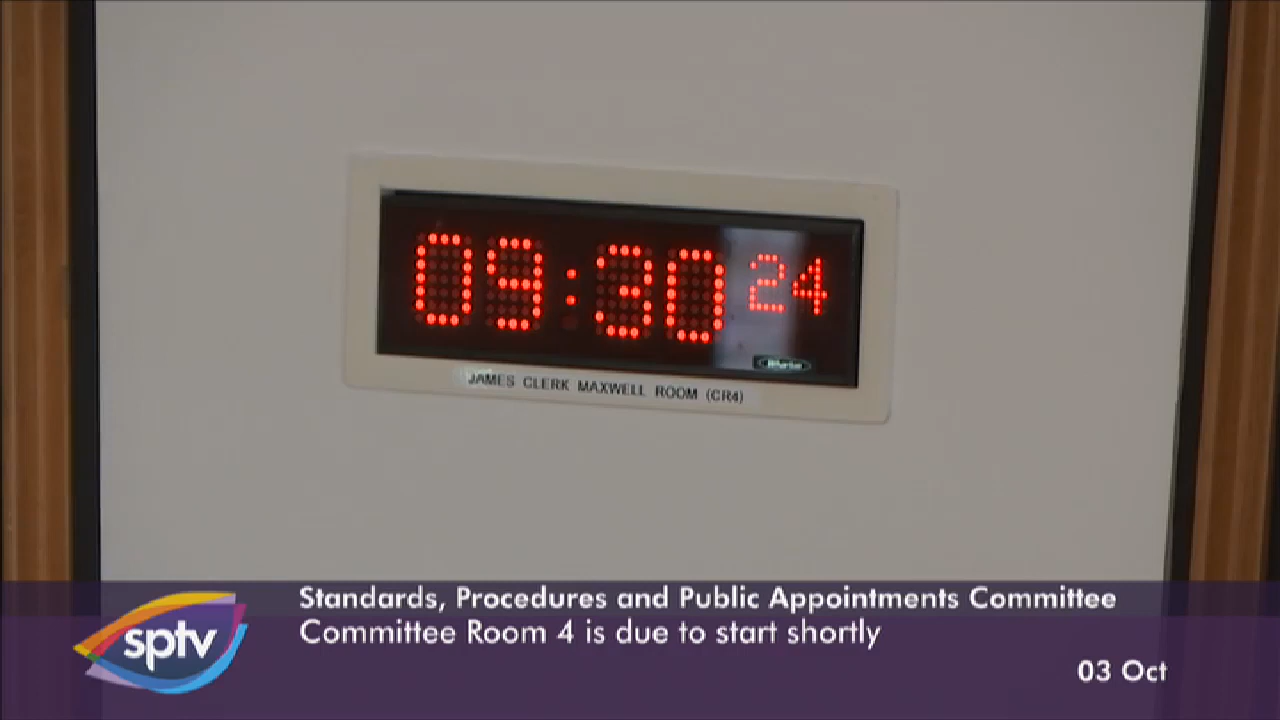 09:30 24
JAMES CLERK MAXWELL ROOM (CR4)
sptv
Standards, Procedures and Public Appointments Committee
Committee Room 4 is due to start shortly
03 Oct